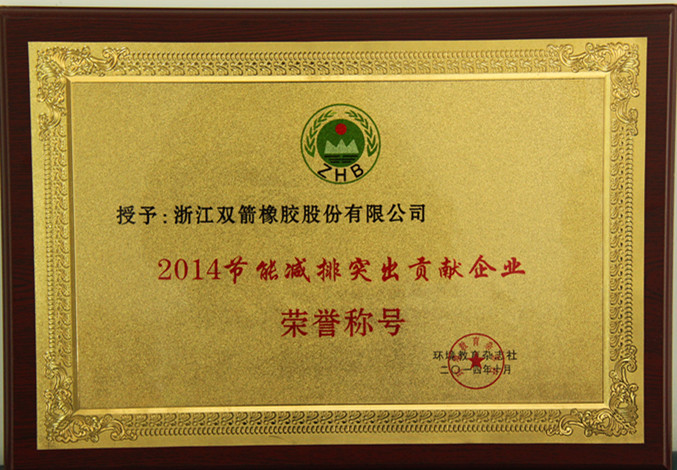 ZHB
授予:浙江双箭橡胶股份有限公司
2014节能减排突出贡献企业
荣誉称号
环境教育杂志社
二〇一四年十月